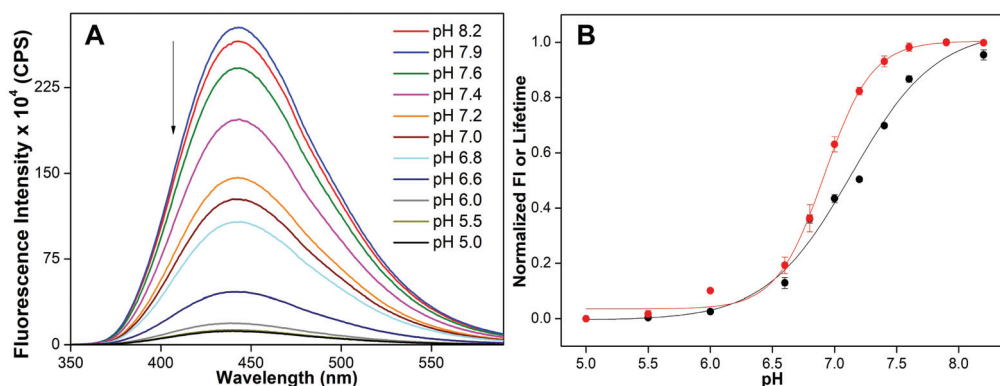 A
Fluorescence Intensity x 10⁴ (CPS)
225
150
75
0
350
400
450
500
550
Wavelength (nm)
pH 8.2
pH 7.9
pH 7.6
pH 7.4
pH 7.2
pH 7.0
pH 6.8
pH 6.6
pH 6.0
pH 5.5
pH 5.0
B
Normalized FI or Lifetime
1.0
0.8
0.6
0.4
0.2
0.0
5.0
5.5
6.0
6.5
7.0
7.5
8.0
pH